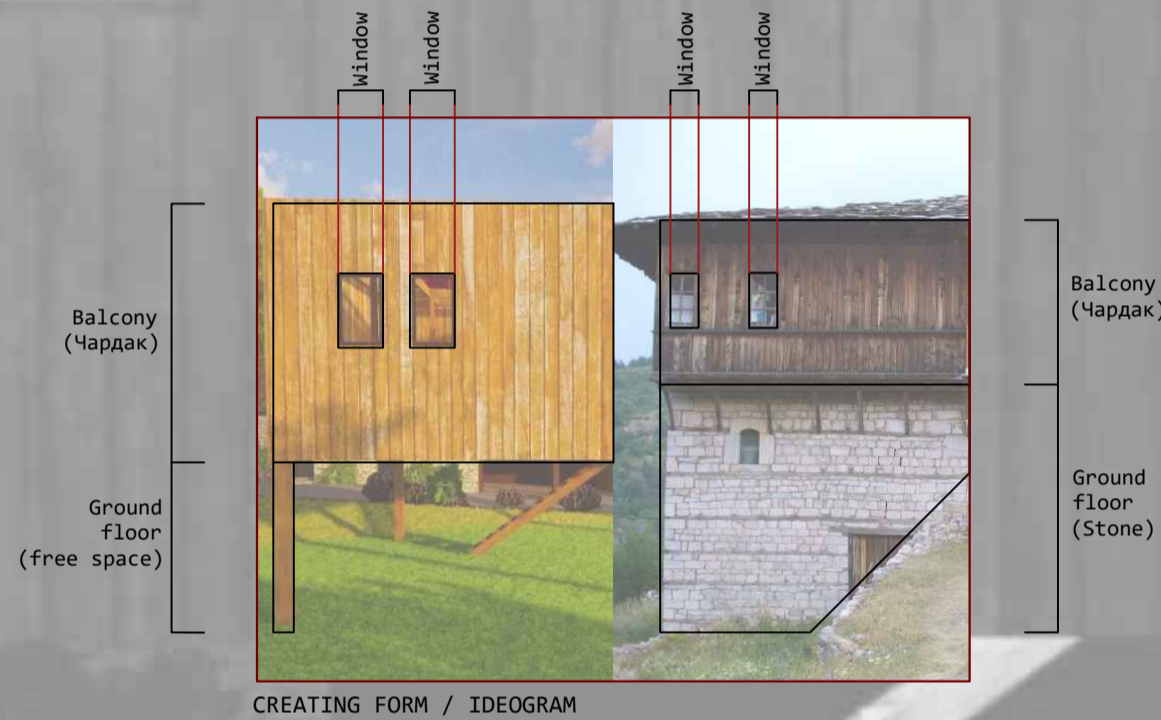 Window
Window
Window
Window
Balcony
(Чардак)
Ground
floor
(free space)
Balcony
(Чардак)
Ground
floor
(Stone)
CREATING FORM / IDEOGRAM